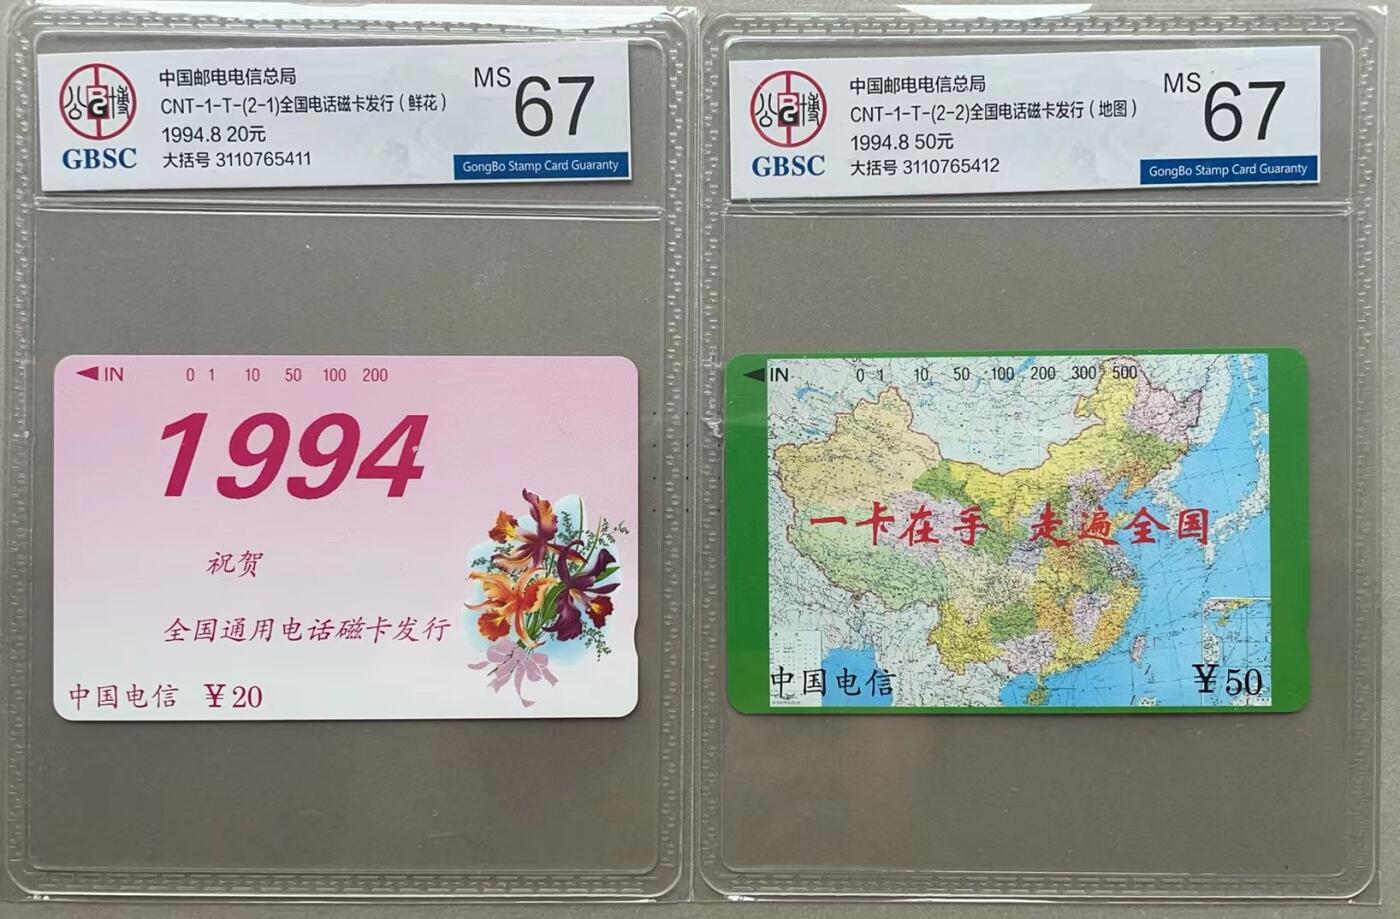 中国邮电电信总局
CNT-1-T-(2-1)全国电话磁卡发行(鲜花)
1994.8 20元
大括号 3110765411
MS 67
GBSC
GongBo Stamp Card Guaranty
中国邮电电信总局
CNT-1-T-(2-2)全国电话磁卡发行(地图)
1994.8 50元
大括号 3110765412
MS 67
GBSC
GongBo Stamp Card Guaranty
◀IN 0 1 10 50 100 200
1994
祝贺
全国通用电话磁卡发行
中国电信 ￥20
◀IN 0 1 10 50 100 200 300 500
一卡在手 走遍全国
中国电信 ￥50